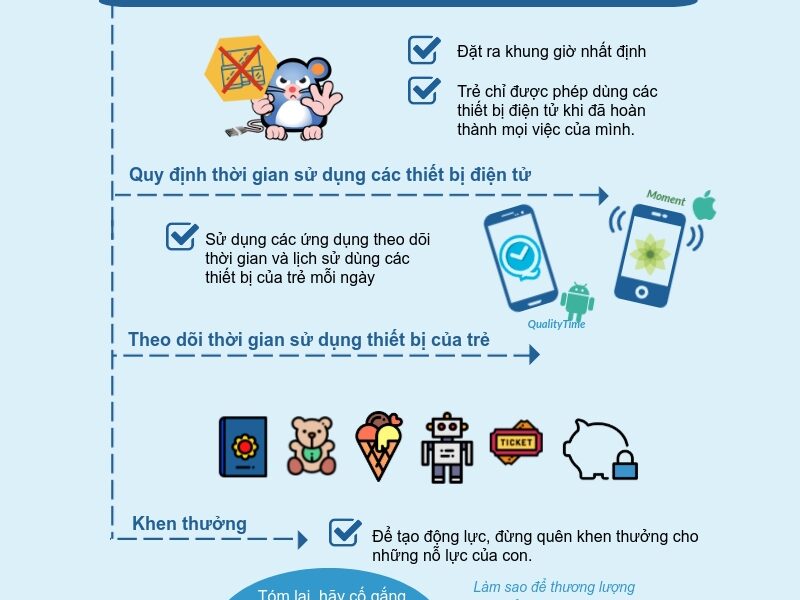 Đặt ra khung giờ nhất định
Trẻ chỉ được phép dùng các
thiết bị điện tử khi đã hoàn
thành mọi việc của mình.
Quy định thời gian sử dụng các thiết bị điện tử
Moment
Sử dụng các ứng dụng theo dõi
thời gian và lịch sử dùng các
thiết bị của trẻ mỗi ngày
QualityTime
Theo dõi thời gian sử dụng thiết bị của trẻ
TICKET
Khen thưởng
Để tạo động lực, đừng quên khen thưởng cho
những nỗ lực của con.
Tóm lại, hãy cố gắng
Làm sao để thương lượng